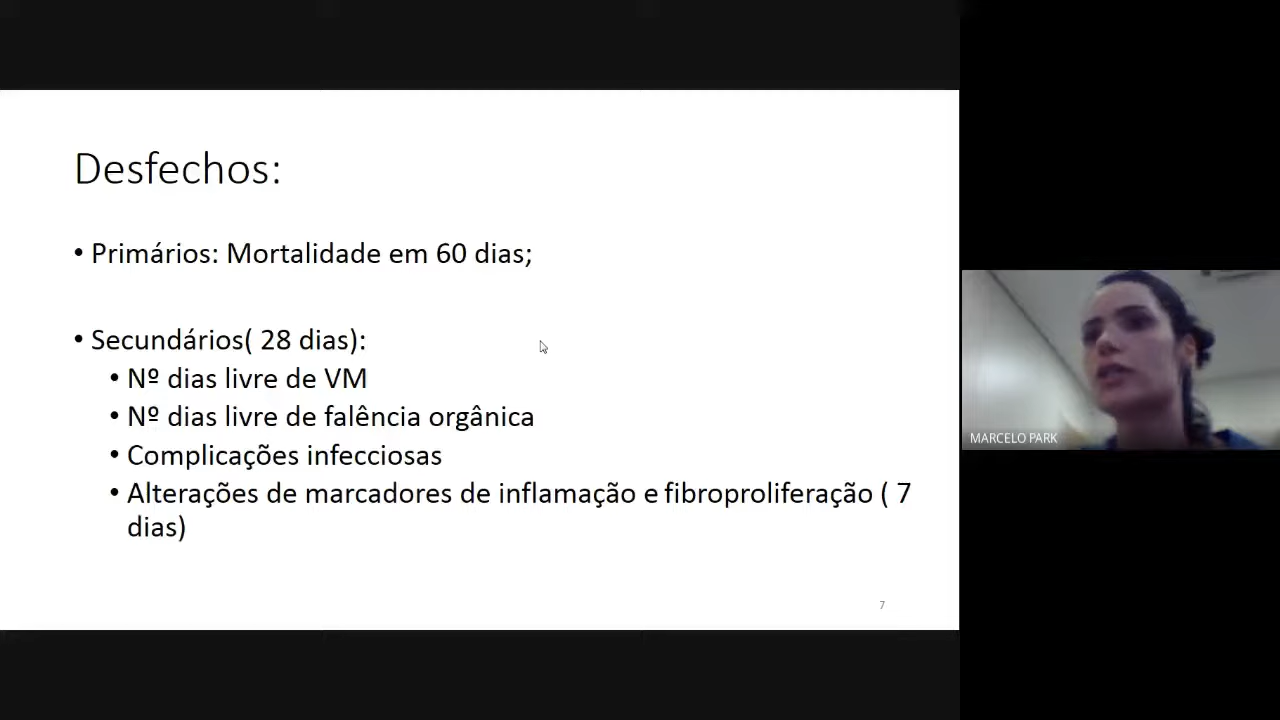 Desfechos:
• Primários: Mortalidade em 60 dias;
• Secundários( 28 dias):
• Nº dias livre de VM
• Nº dias livre de falência orgânica
• Complicações infecciosas
• Alterações de marcadores de inflamação e fibroproliferação ( 7
dias)
7
MARCELO PARK